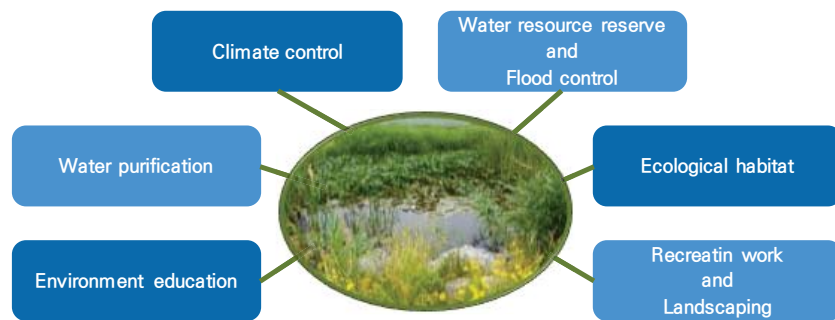 Climate control
Water resource reserve
and
Flood control
Water purification
Ecological habitat
Environment education
Recreatin work
and
Landscaping